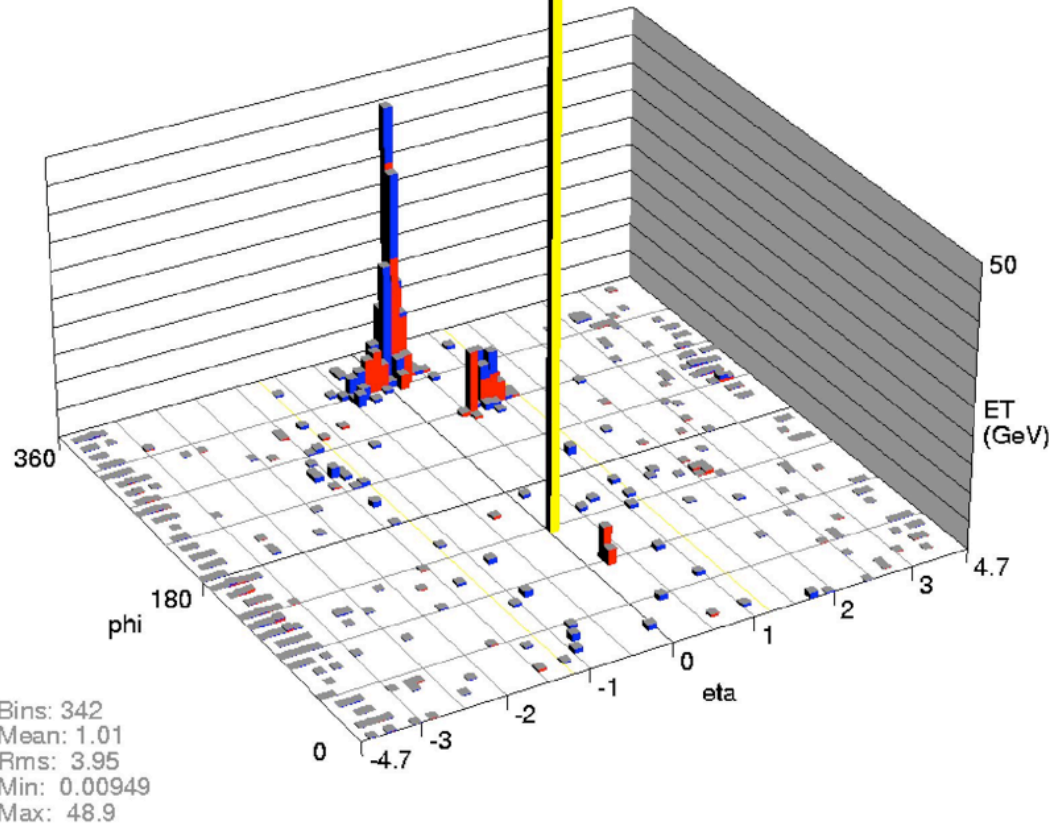 50
ET
(GeV)
360
180
phi
0
-4.7
-3
-2
-1
0
1
2
3
4.7
eta
Bins: 342
Mean: 1.01
Rms: 3.95
Min: 0.00949
Max: 48.9